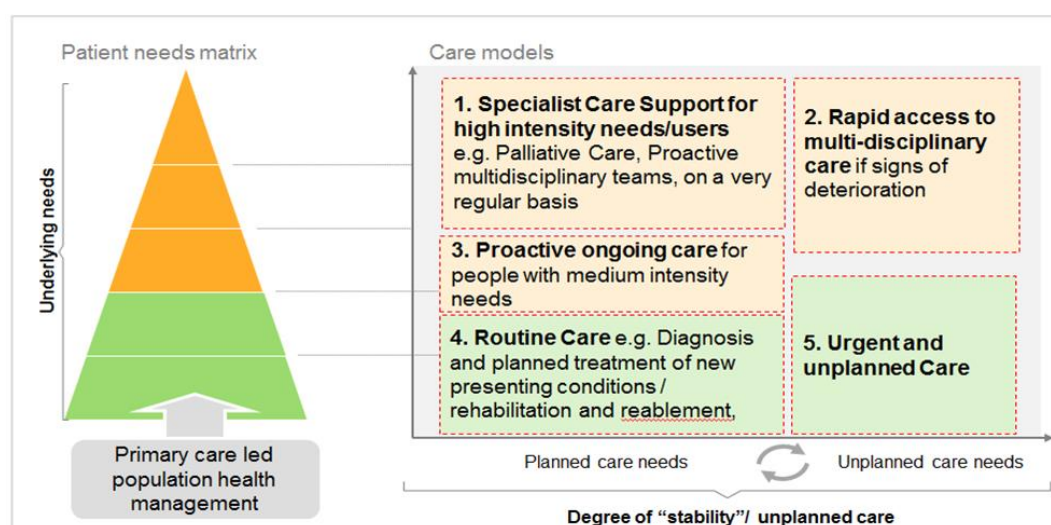 Patient needs matrix
Underlying needs
Primary care led
population health
management
Care models
1. Specialist Care Support for
high intensity needs/users
e.g. Palliative Care, Proactive
multidisciplinary teams, on a very
regular basis
2. Rapid access to
multi-disciplinary
care if signs of
deterioration
3. Proactive ongoing care for
people with medium intensity
needs
4. Routine Care e.g. Diagnosis
and planned treatment of new
presenting conditions /
rehabilitation and reablement,
5. Urgent and
unplanned Care
Planned care needs
Unplanned care needs
Degree of “stability”/ unplanned care